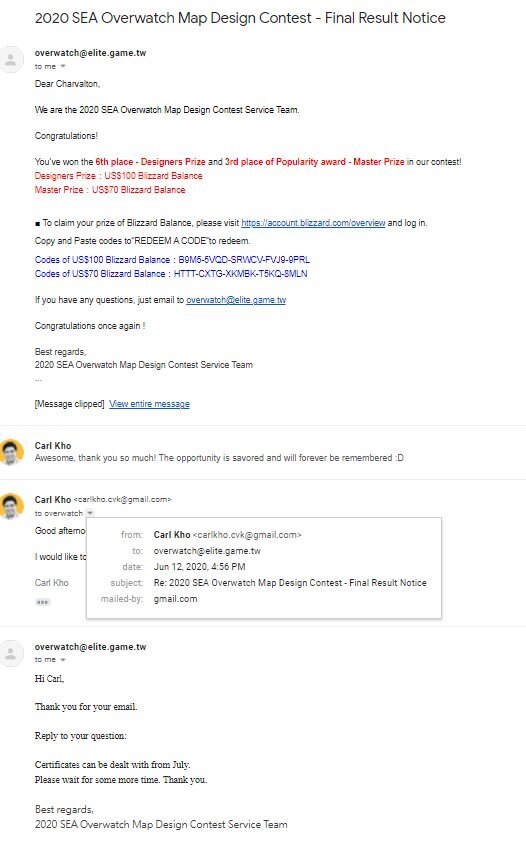 2020 SEA Overwatch Map Design Contest - Final Result Notice
overwatch@elite.game.tw
to me
Dear Charvalton,
We are the 2020 SEA Overwatch Map Design Contest Service Team.
Congratulations!
You've won the 6th place - Designers Prize and 3rd place of Popularity award - Master Prize in our contest!
Designers Prize : US$100 Blizzard Balance
Master Prize : US$70 Blizzard Balance
■ To claim your prize of Blizzard Balance, please visit https://account.blizzard.com/overview and log in.
Copy and Paste codes to"REDEEM A CODE"to redeem.
Codes of US$100 Blizzard Balance : B9M5-5VQD-SRWCV-FVJ9-9PRL
Codes of US$70 Blizzard Balance : HTTT-CXTG-XKMBK-T5KQ-8MLN
If you have any questions, just email to overwatch@elite.game.tw
Congratulations once again !
Best regards,
2020 SEA Overwatch Map Design Contest Service Team
...
[Message clipped] View entire message
Carl Kho
Awesome, thank you so much! The opportunity is savored and will forever be remembered :D
Carl Kho <carlkho.cvk@gmail.com>
to overwatch
Good afterno
I would like to
Carl Kho
from: Carl Kho <carlkho.cvk@gmail.com>
to: overwatch@elite.game.tw
date: Jun 12, 2020, 4:56 PM
subject: Re: 2020 SEA Overwatch Map Design Contest - Final Result Notice
mailed-by: gmail.com
overwatch@elite.game.tw
to me
Hi Carl,
Thank you for your email.
Reply to your question:
Certificates can be dealt with from July.
Please wait for some more time. Thank you.
Best regards,
2020 SEA Overwatch Map Design Contest Service Team